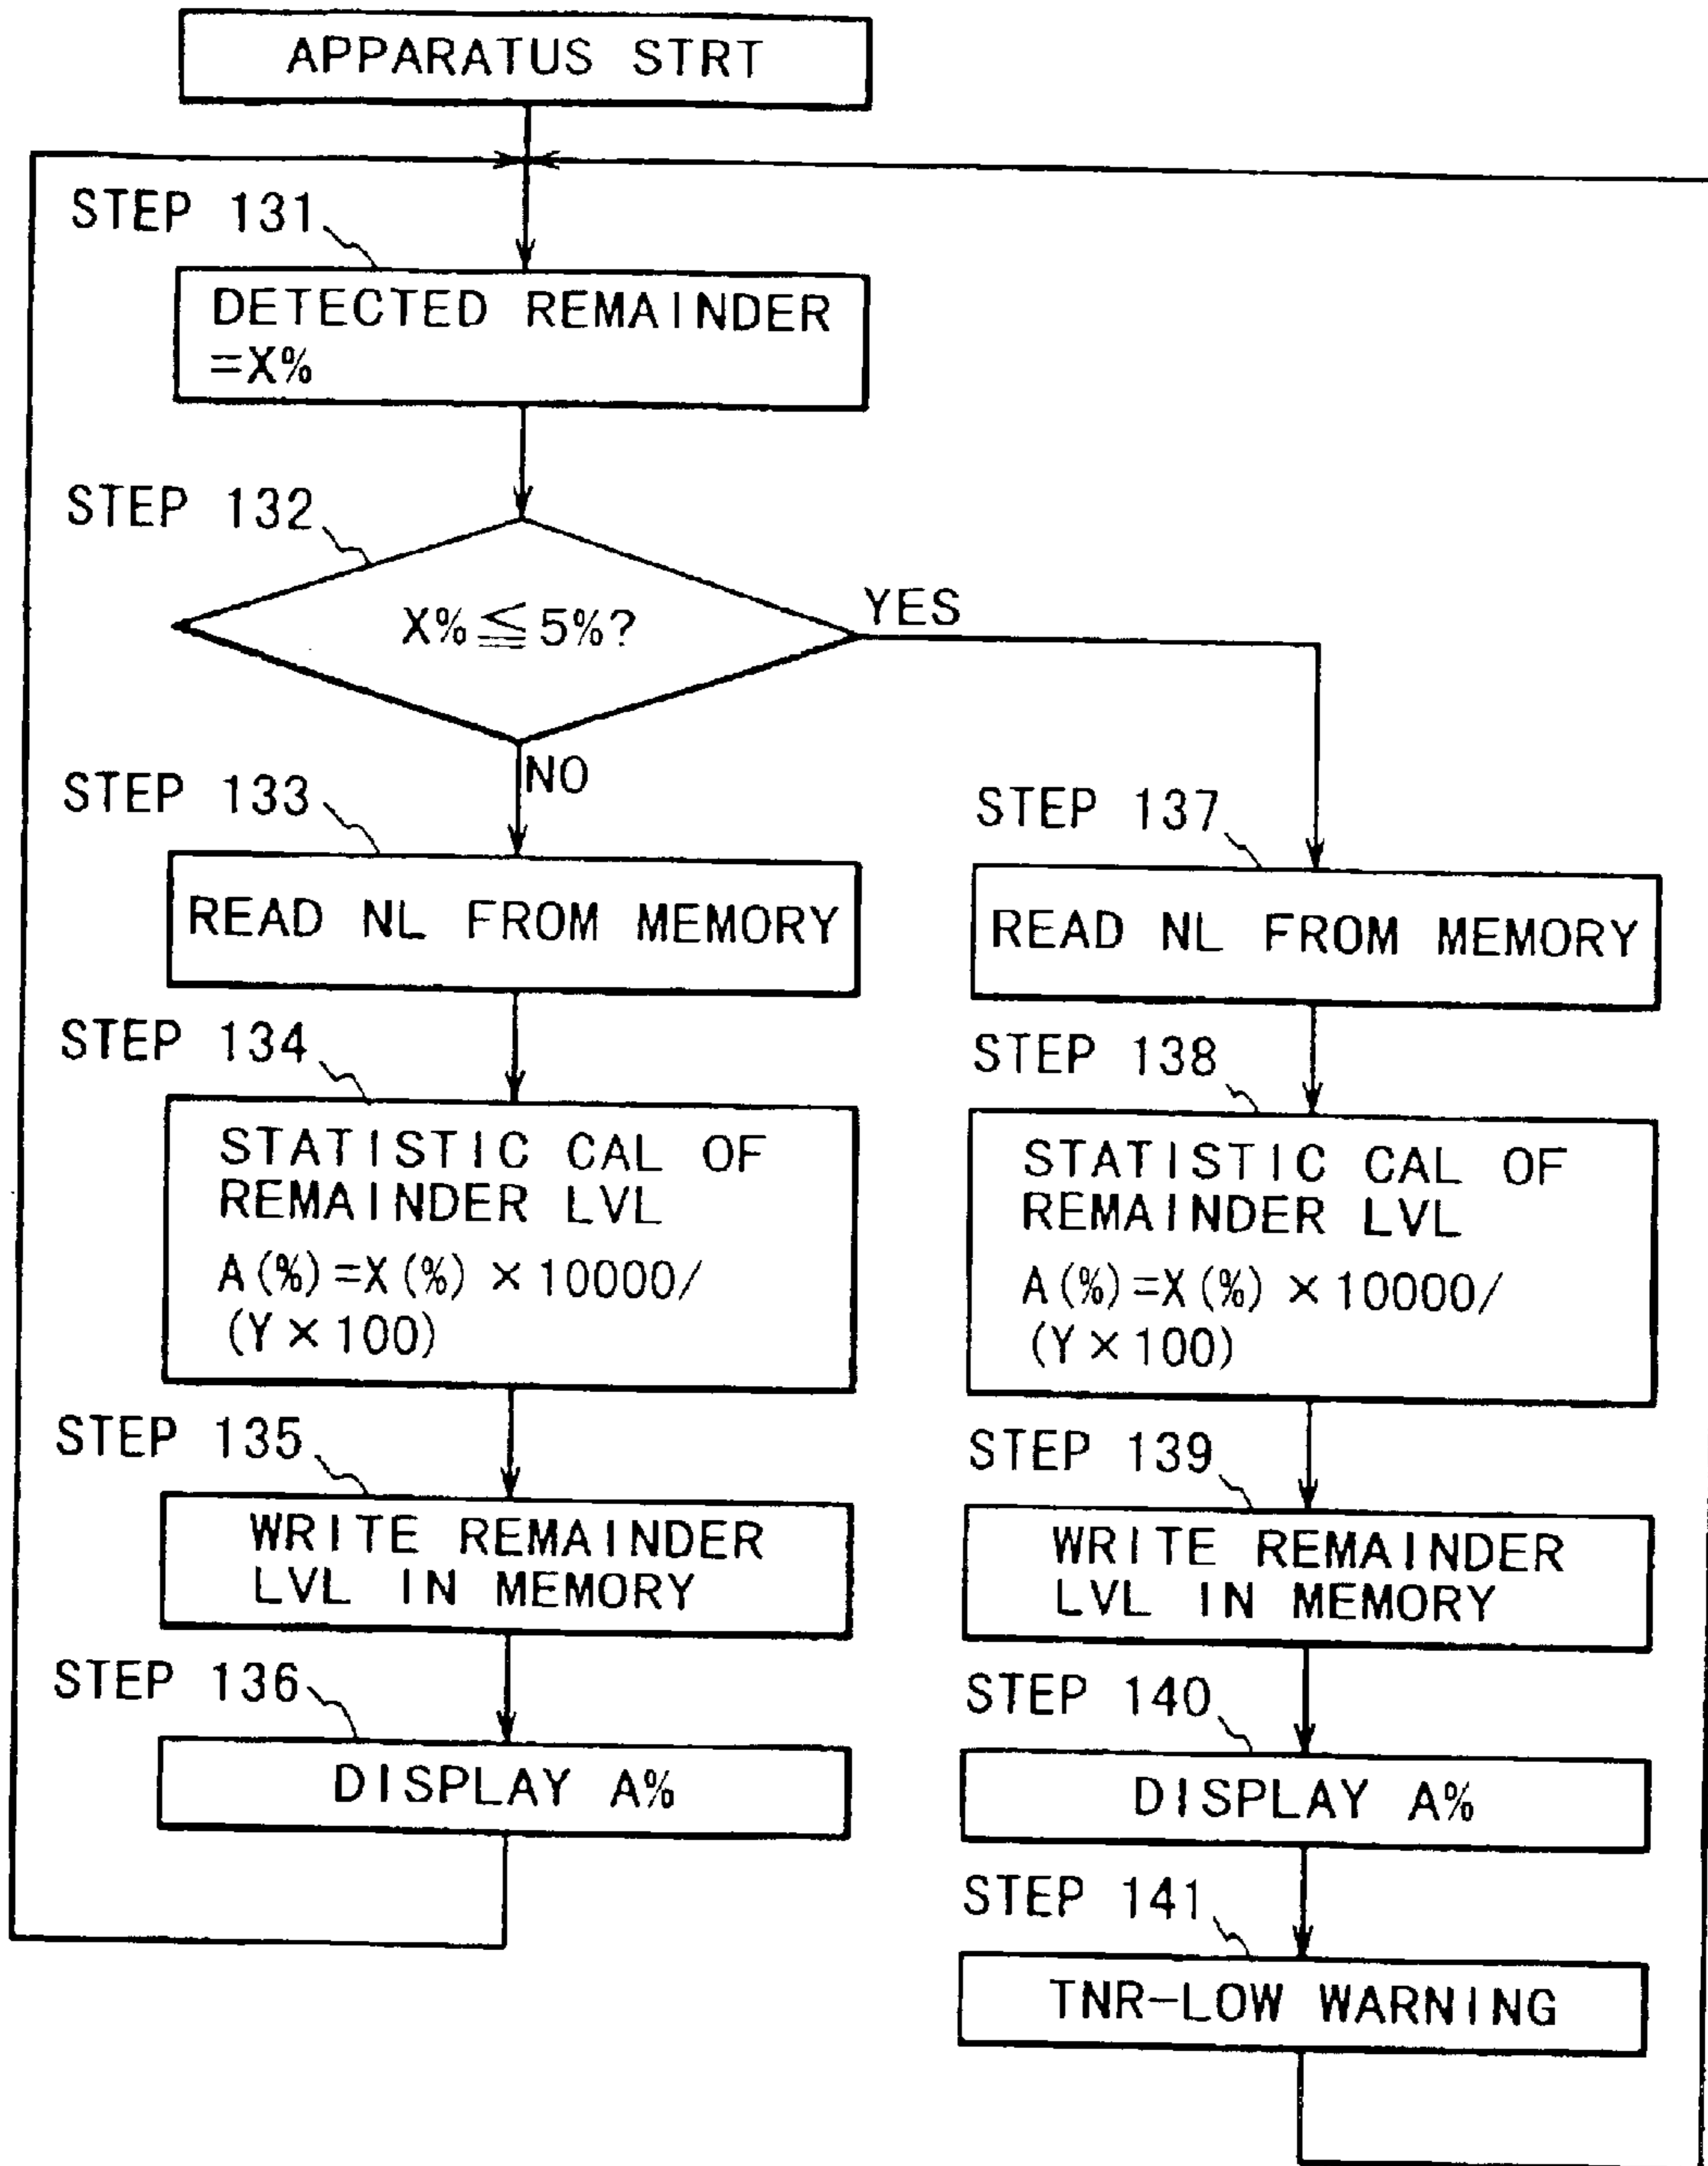 APPARATUS STRT
STEP 131
DETECTED REMAINDER
=X%
STEP 132
X%≦5%?
YES
NO
STEP 133
READ NL FROM MEMORY
STEP 134
STATISTIC CAL OF
REMAINDER LVL
A(%)=X(%)×10000/
(Y×100)
STEP 135
WRITE REMAINDER
LVL IN MEMORY
STEP 136
DISPLAY A%
STEP 137
READ NL FROM MEMORY
STEP 138
STATISTIC CAL OF
REMAINDER LVL
A(%)=X(%)×10000/
(Y×100)
STEP 139
WRITE REMAINDER
LVL IN MEMORY
STEP 140
DISPLAY A%
STEP 141
TNR-LOW WARNING